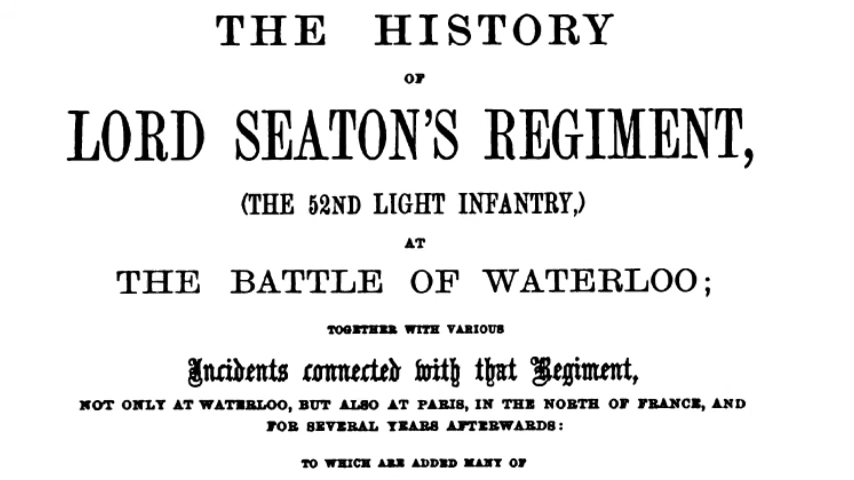 THE HISTORY
OF
LORD SEATON'S REGIMENT,
(THE 52ND LIGHT INFANTRY,)
AT
THE BATTLE OF WATERLOO;
TOGETHER WITH VARIOUS
Incidents connected with that Regiment,
NOT ONLY AT WATERLOO, BUT ALSO AT PARIS, IN THE NORTH OF FRANCE, AND
FOR SEVERAL YEARS AFTERWARDS:
TO WHICH ARE ADDED MANY OF